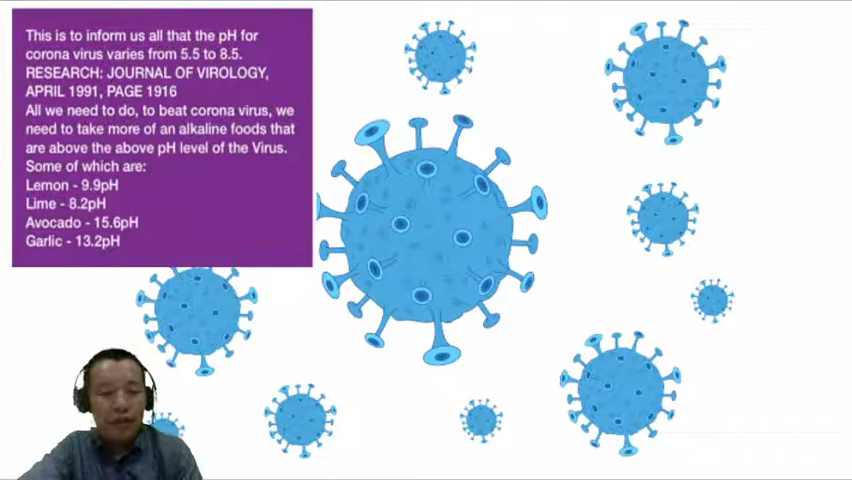 This is to inform us all that the pH for
corona virus varies from 5.5 to 8.5.
RESEARCH: JOURNAL OF VIROLOGY,
APRIL 1991, PAGE 1916
All we need to do, to beat corona virus, we
need to take more of an alkaline foods that
are above the above pH level of the Virus.
Some of which are:
Lemon - 9.9pH
Lime - 8.2pH
Avocado - 15.6pH
Garlic - 13.2pH